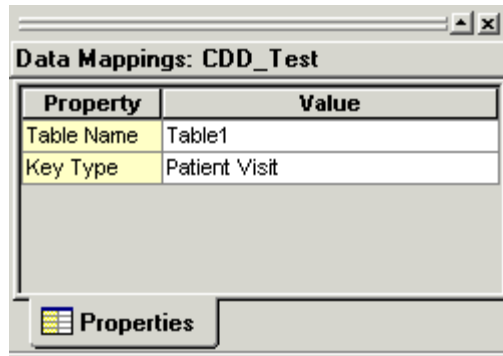 Data Mappings: CDD_Test
Property Value
Table Name Table1
Key Type Patient Visit
Properties